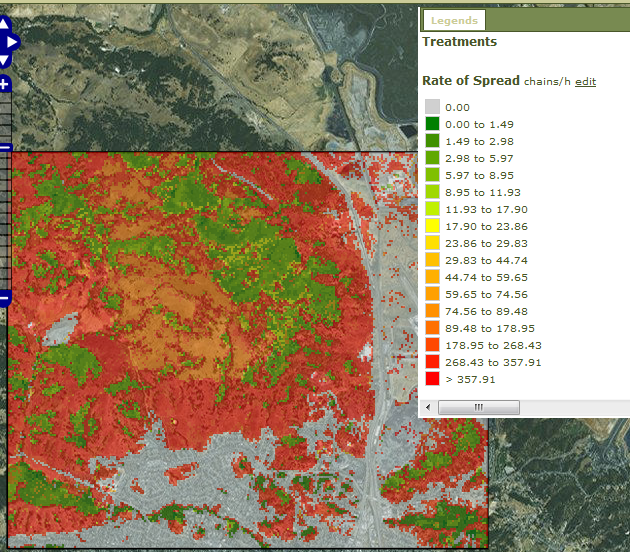 Legends
Treatments
Rate of Spread chains/h edit
0.00
0.00 to 1.49
1.49 to 2.98
2.98 to 5.97
5.97 to 8.95
8.95 to 11.93
11.93 to 17.90
17.90 to 23.86
23.86 to 29.83
29.83 to 44.74
44.74 to 59.65
59.65 to 74.56
74.56 to 89.48
89.48 to 178.95
178.95 to 268.43
268.43 to 357.91
> 357.91